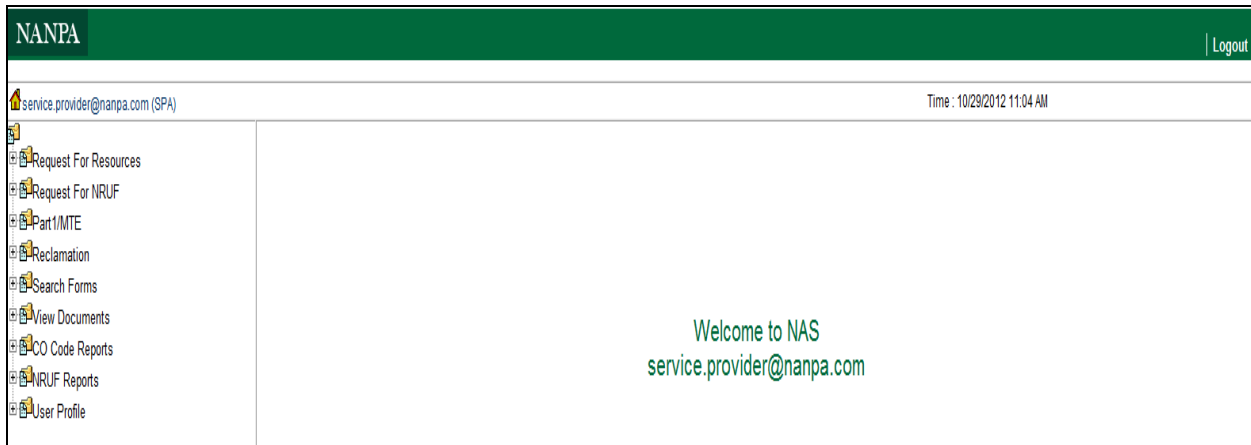 NANPA
Logout
service.provider@nanpa.com (SPA)
Time : 10/29/2012 11:04 AM
Request For Resources
Request For NRUF
Part1/MTE
Reclamation
Search Forms
View Documents
CO Code Reports
NRUF Reports
User Profile
Welcome to NAS
service.provider@nanpa.com